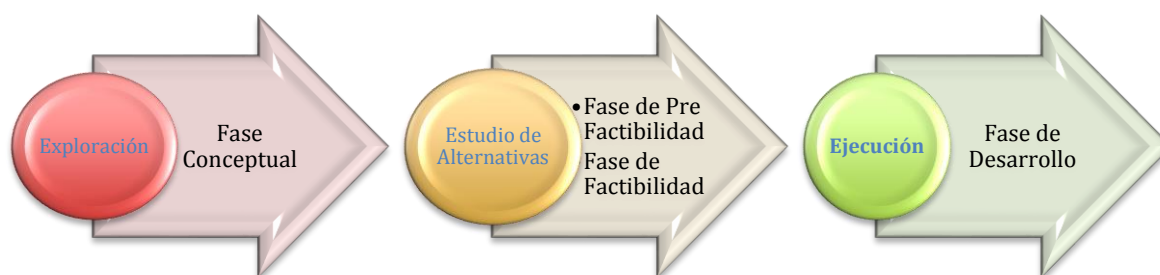 Exploración
Fase
Conceptual
Estudio de
Alternativas
•Fase de Pre
Factibilidad
Fase de
Factibilidad
Ejecución
Fase de
Desarrollo